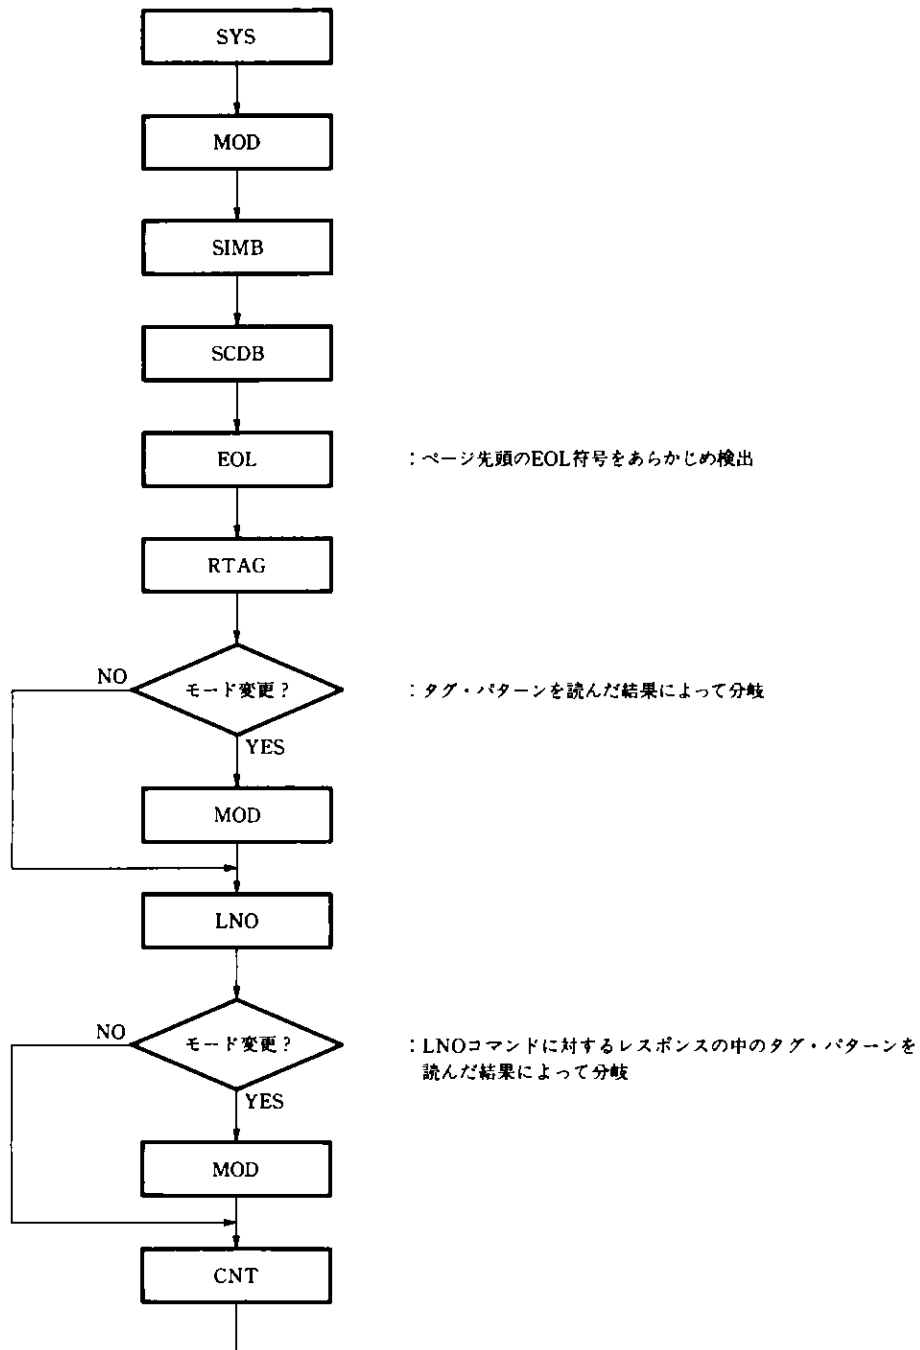 SYS
MOD
SIMB
SCDB
EOL
:ページ先頭のEOL符号をあらかじめ検出
RTAG
NO
モード変更?
:タグ・パターンを読んだ結果によって分岐
YES
MOD
LNO
NO
モード変更?
:LNOコマンドに対するレスポンスの中のタグ・パターンを
読んだ結果によって分岐
YES
MOD
CNT